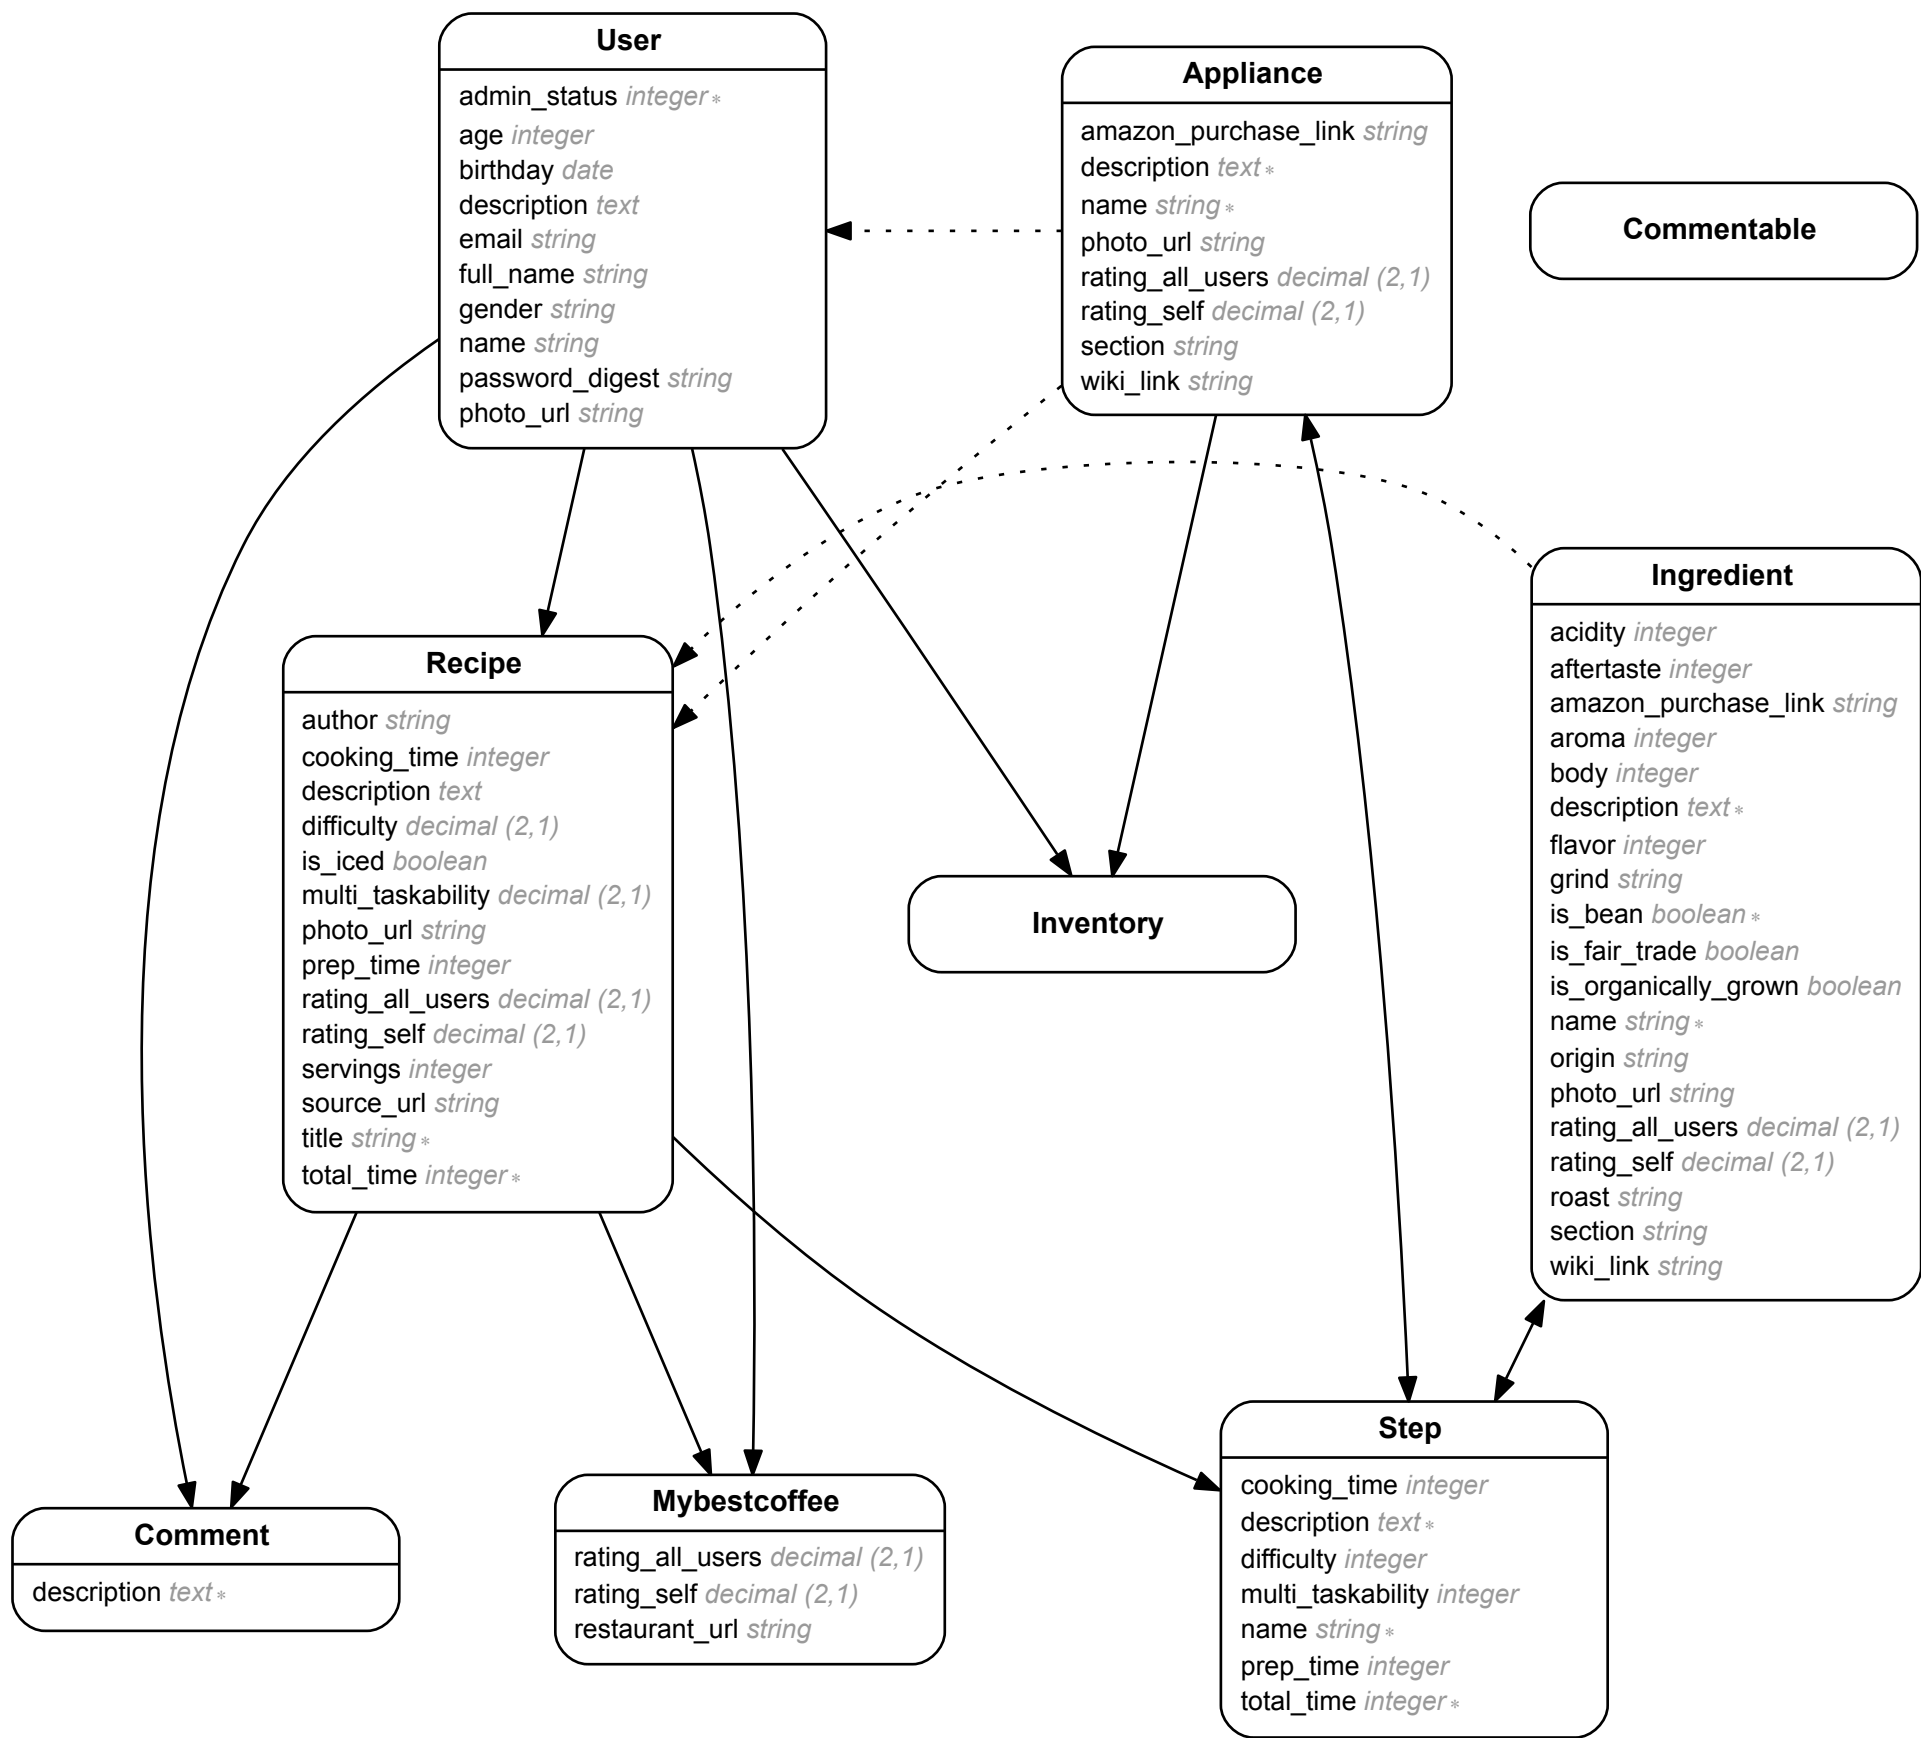 User
admin_status integer *
age integer
birthday date
description text
email string
full_name string
gender string
name string
password_digest string
photo_url string
Appliance
amazon_purchase_link string
description text *
name string *
photo_url string
rating_all_users decimal (2,1)
rating_self decimal (2,1)
section string
wiki_link string
Commentable
Ingredient
acidity integer
aftertaste integer
amazon_purchase_link string
aroma integer
body integer
description text *
flavor integer
grind string
is_bean boolean *
is_fair_trade boolean
is_organically_grown boolean
name string *
origin string
photo_url string
rating_all_users decimal (2,1)
rating_self decimal (2,1)
roast string
section string
wiki_link string
Recipe
author string
cooking_time integer
description text
difficulty decimal (2,1)
is_iced boolean
multi_taskability decimal (2,1)
photo_url string
prep_time integer
rating_all_users decimal (2,1)
rating_self decimal (2,1)
servings integer
source_url string
title string *
total_time integer *
Inventory
Comment
description text *
Mybestcoffee
rating_all_users decimal (2,1)
rating_self decimal (2,1)
restaurant_url string
Step
cooking_time integer
description text *
difficulty integer
multi_taskability integer
name string *
prep_time integer
total_time integer *